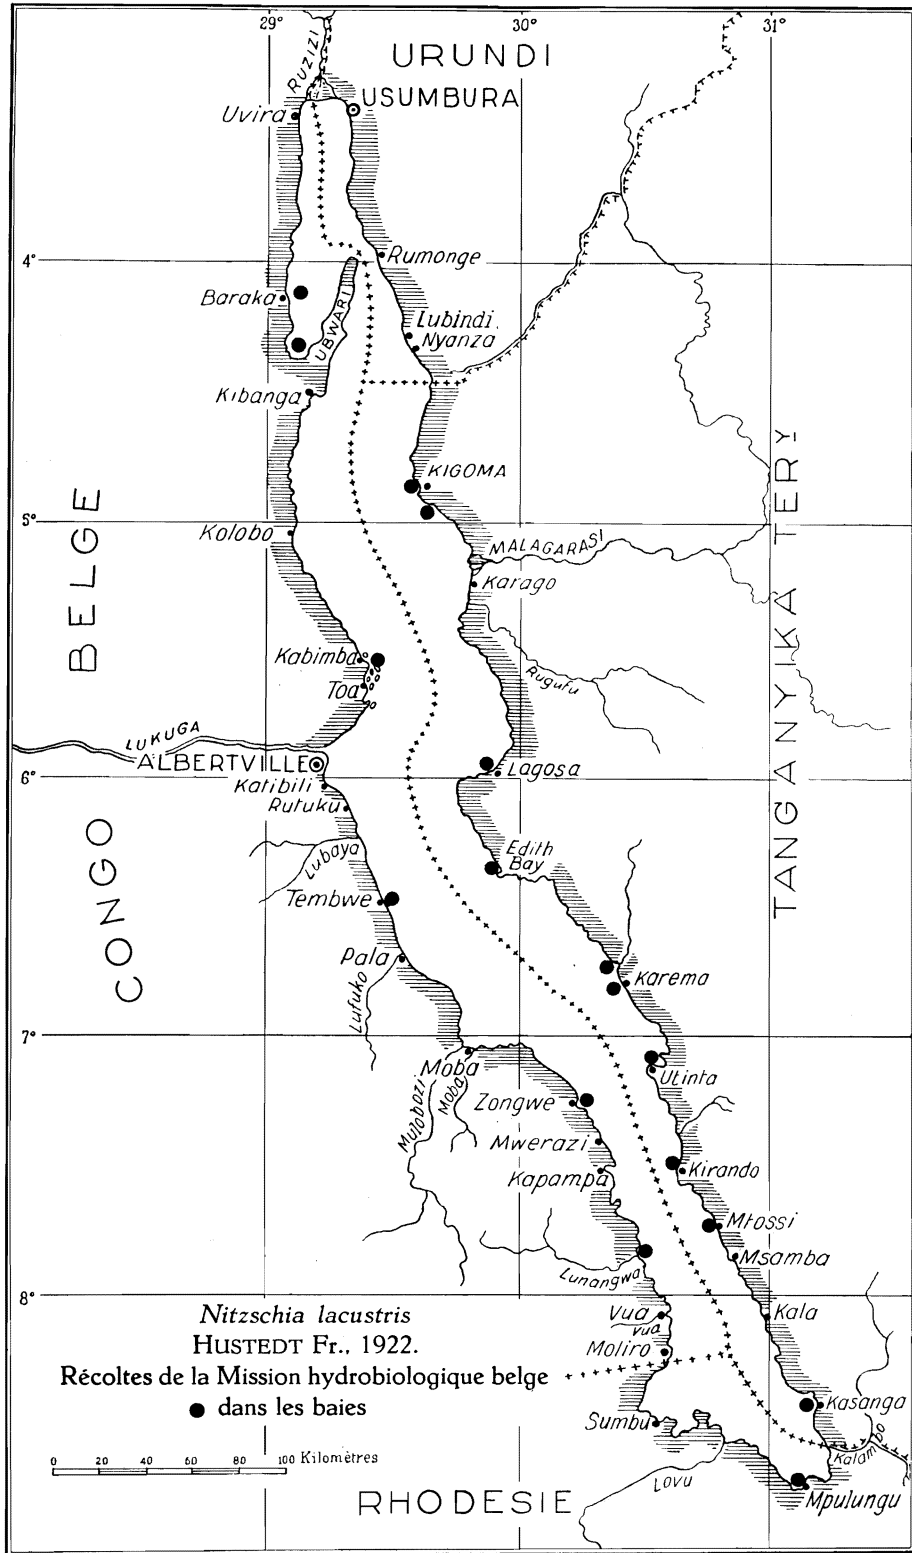 29°
30°
31°
RUZIZI
URUNDI
USUMBURA
Uvira
4°
Rumonge
Baraka
UBWARI
Lubindi
Nyanza
Kibanga
KIGOMA
5°
Kolobo
MALAGARASI
Karago
BELGE
TANGANYIKA TERY
Kabimba
Toa
Rugufu
LUKUGA
ALBERTVILLE
6°
Lagosa
Katibili
Rutuku
Lubaya
Edith
Bay
CONGO
Tembwe
Pala
Karema
Lufuko
7°
Moba
Utinta
Mulobozi
Moba
Zongwe
Mwerazi
Kapampa
Kirando
Mtossi
Msamba
Lunangwa
8°
Vua
Vua
Kala
Moliro
Nitzschia lacustris
HUSTEDT Fr., 1922.
Récoltes de la Mission hydrobiologique belge
● dans les baies
Kasanga
Sumbu
Kalambo
0 20 40 60 80 100 Kilomètres
LOVU
RHODESIE
Mpulungu